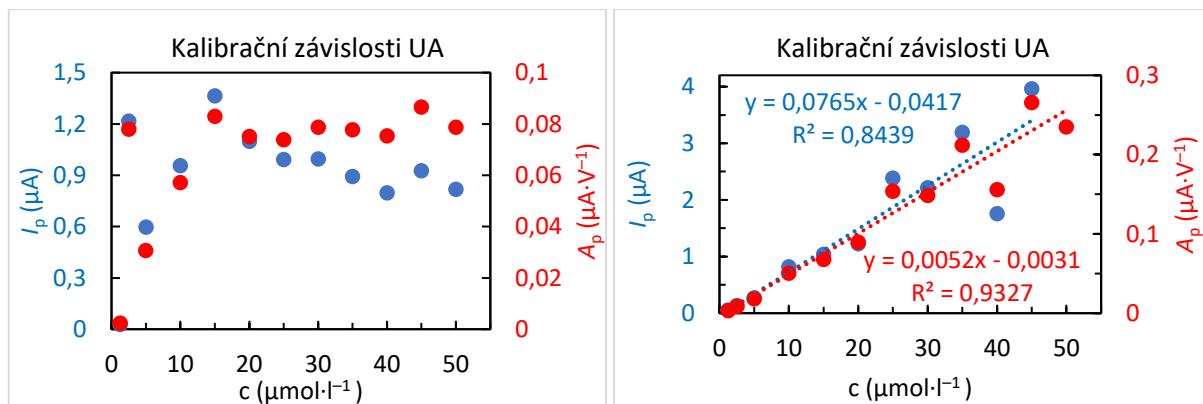 Kalibrační závislosti UA
1,5
1,2
0,9
0,6
0,3
0
I_p (µA)
0,1
0,08
0,06
0,04
0,02
0
A_p (µA·V⁻¹)
0 10 20 30 40 50
c (µmol·l⁻¹)
Kalibrační závislosti UA
4
3
2
1
0
I_p (µA)
y = 0,0765x - 0,0417
R² = 0,8439
y = 0,0052x - 0,0031
R² = 0,9327
0,3
0,2
0,1
0
A_p (µA·V⁻¹)
0 10 20 30 40 50
c (µmol·l⁻¹)